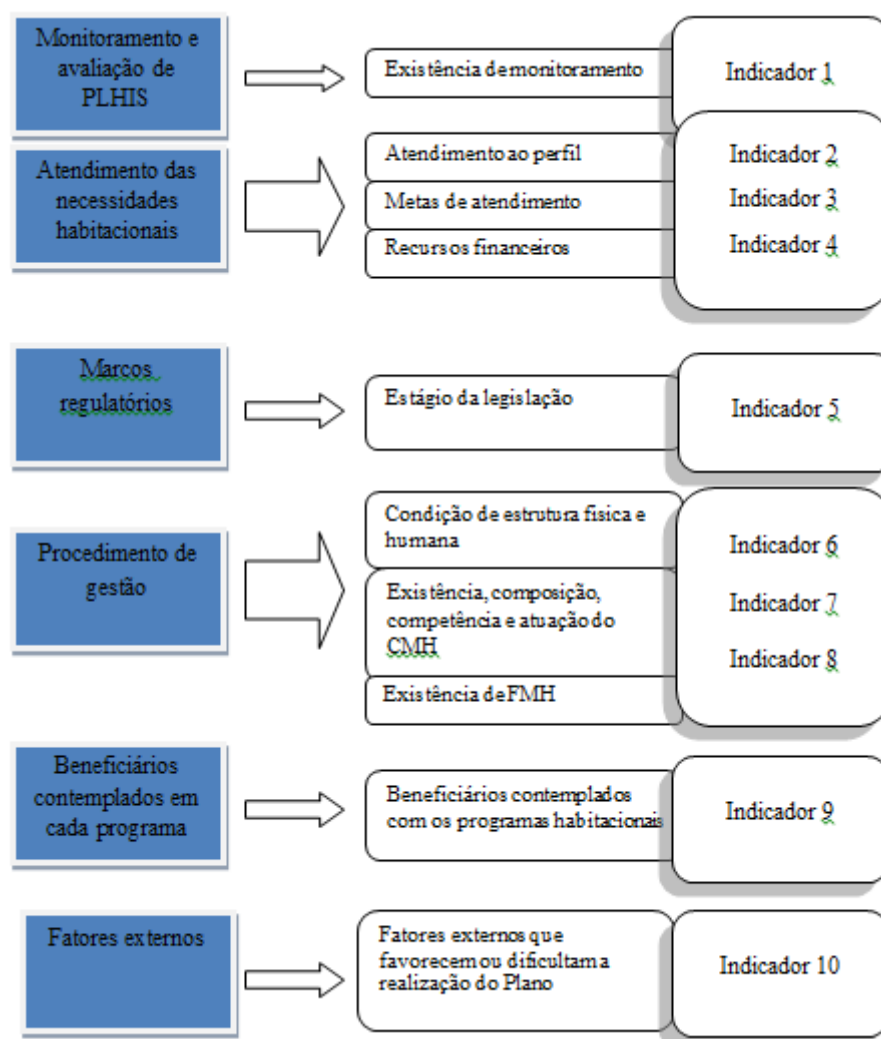 Monitoramento e
avaliação de
PLHIS
Existência de monitoramento
Indicador 1
Atendimento das
necessidades
habitacionais
Atendimento ao perfil
Indicador 2
Metas de atendimento
Indicador 3
Recursos financeiros
Indicador 4
Marcos
regulatórios
Estágio da legislação
Indicador 5
Procedimento de
gestão
Condição de estrutura física e
humana
Indicador 6
Existência, composição,
competência e atuação do
CMH
Indicador 7
Existência de FMH
Indicador 8
Beneficiários
contemplados em
cada programa
Beneficiários contemplados
com os programas habitacionais
Indicador 9
Fatores externos
Fatores externos que
favorecem ou dificultam a
realização do Plano
Indicador 10